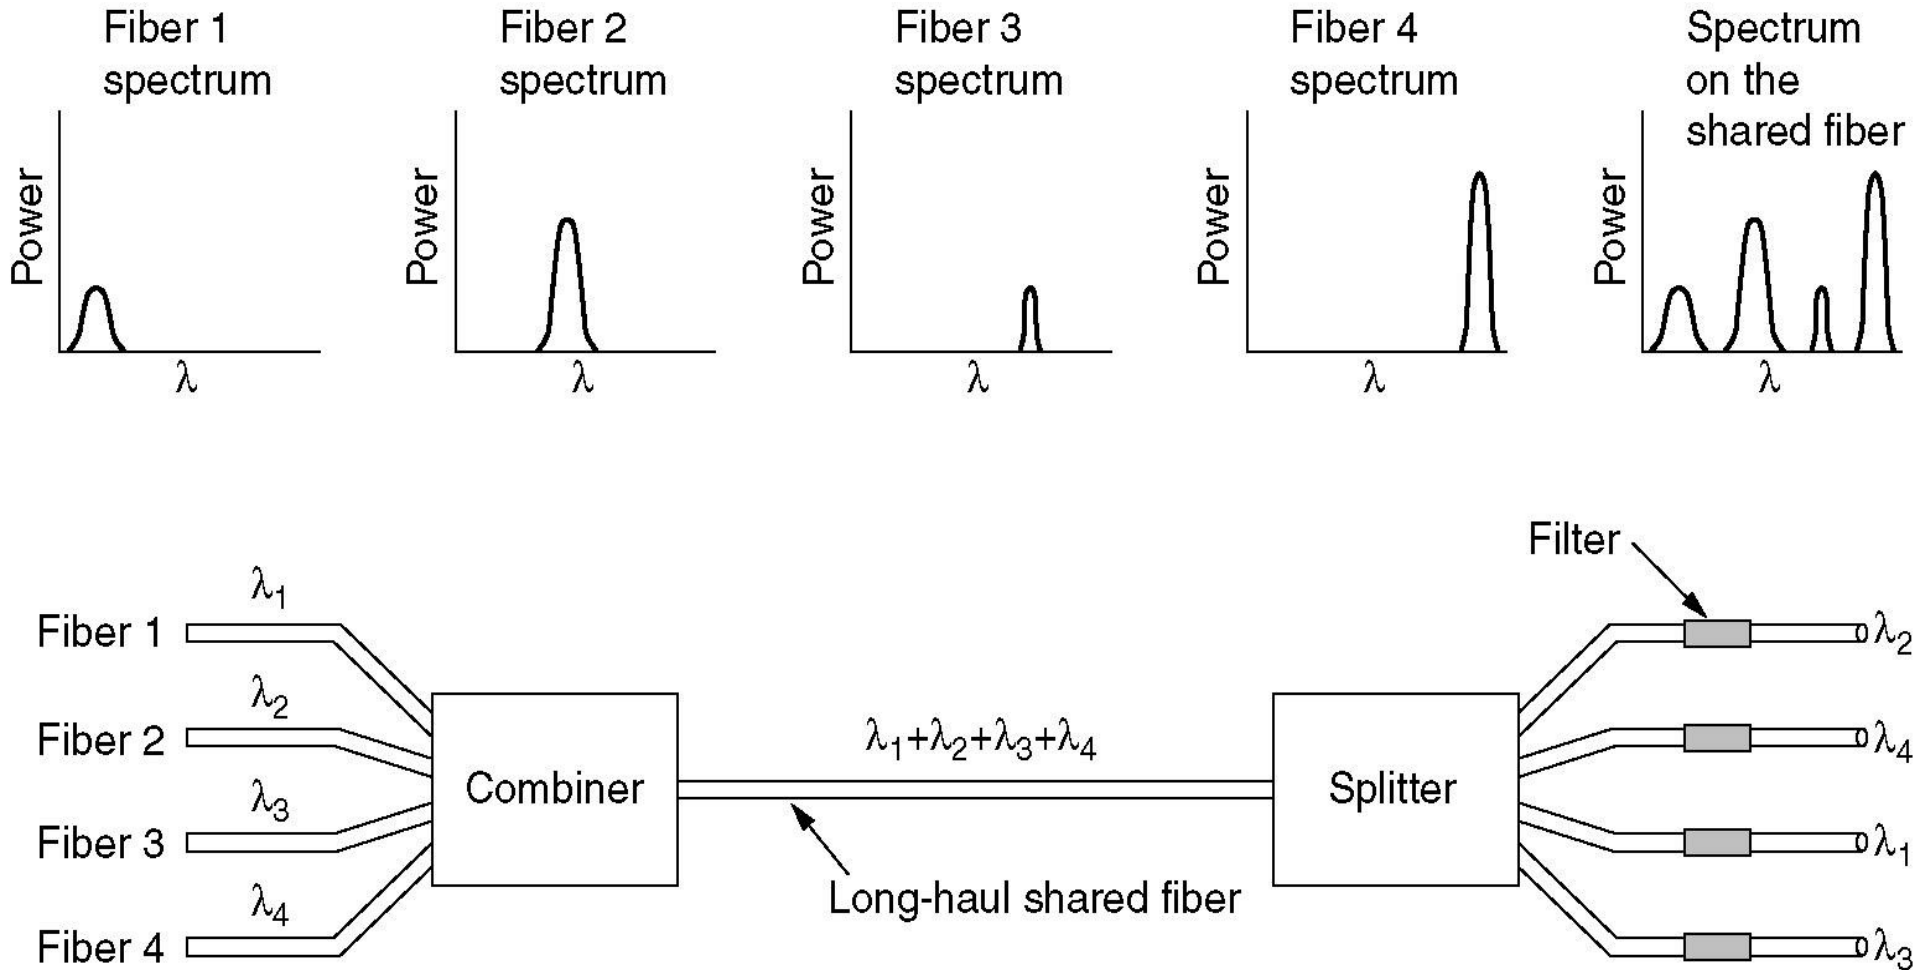 Fiber 1
spectrum
Fiber 2
spectrum
Fiber 3
spectrum
Fiber 4
spectrum
Spectrum
on the
shared fiber
Power
λ
Power
λ
Power
λ
Power
λ
Power
λ
Filter
λ1
Fiber 1
λ2
Fiber 2
λ3
Fiber 3
λ4
Fiber 4
Combiner
λ1+λ2+λ3+λ4
Long-haul shared fiber
Splitter
λ2
λ4
λ1
λ3